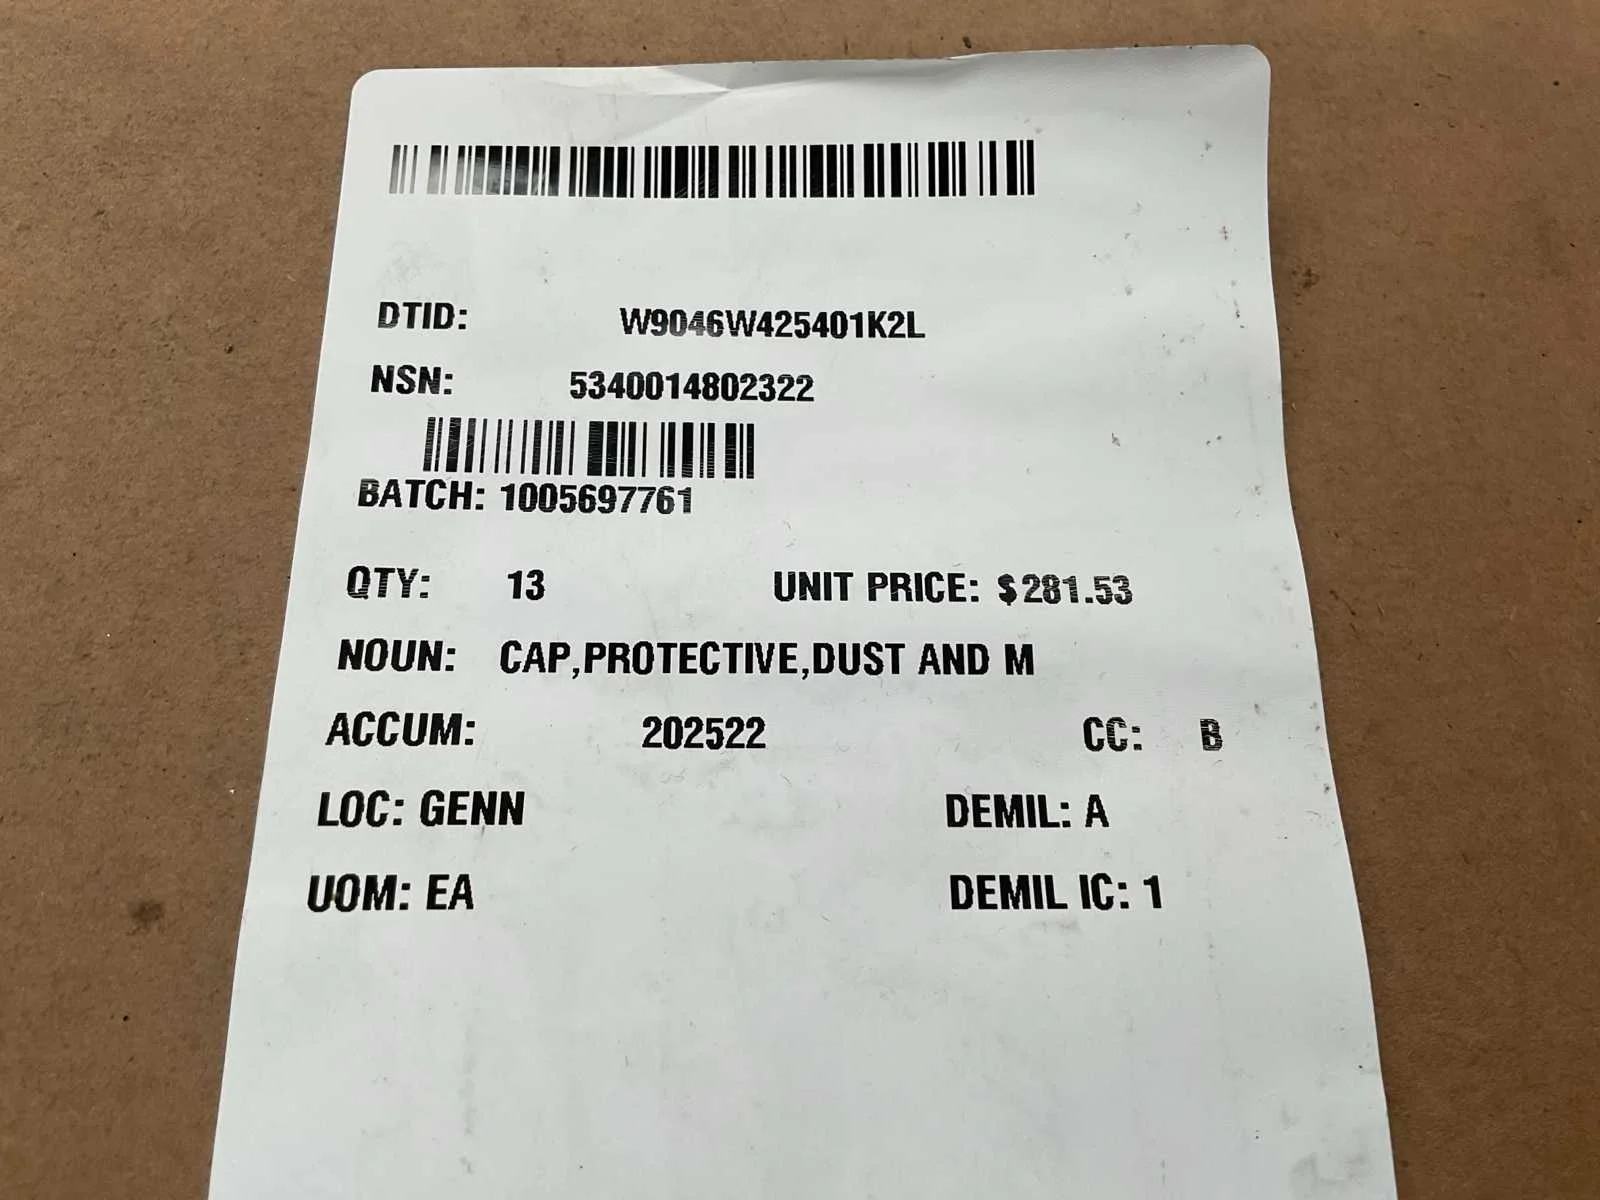 DTID: W9046W425401K2L
NSN: 5340014802322
BATCH: 1005697761
QTY: 13 UNIT PRICE: $281.53
NOUN: CAP,PROTECTIVE,DUST AND M
ACCUM: 202522 CC: B
LOC: GENN DEMIL: A
UOM: EA DEMIL IC: 1